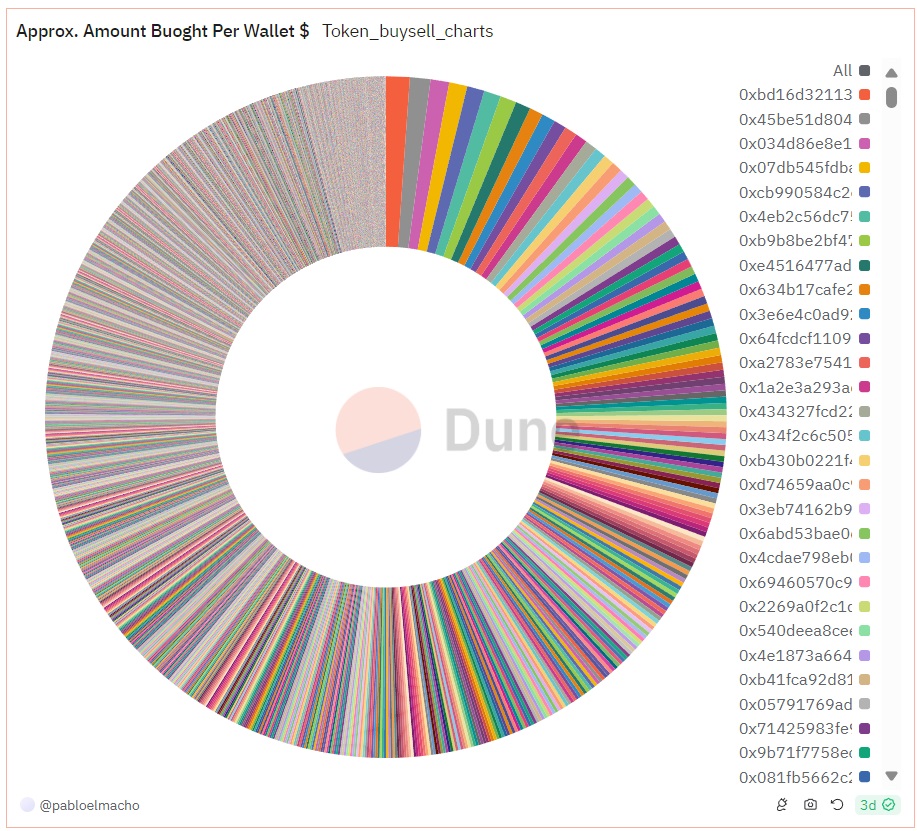 Approx. Amount Buoght Per Wallet $ Token_buysell_charts
All
0xbd16d32113
0x45be51d804
0x034d86e8e1
0x07db545fdba
0xcb990584c2
0x4eb2c56dc7
0xb9b8be2bf47
0xe4516477ad
0x634b17cafe2
0x3e6e4c0ad9
0x64fcdcf1109
0xa2783e7541
0x1a2e3a293a
0x434327fcd22
0x434f2c6c505
0xb430b0221f
0xd74659aa0c
0x3eb74162b9
0x6abd53bae0
0x4cdae798eb
0x69460570c9
0x2269a0f2c1
0x540deea8ce
0x4e1873a664
0xb41fca92d81
0x05791769ad
0x71425983fe
0x9b71f7758e
0x081fb5662c2
Dune
@pabloelmacho
3d